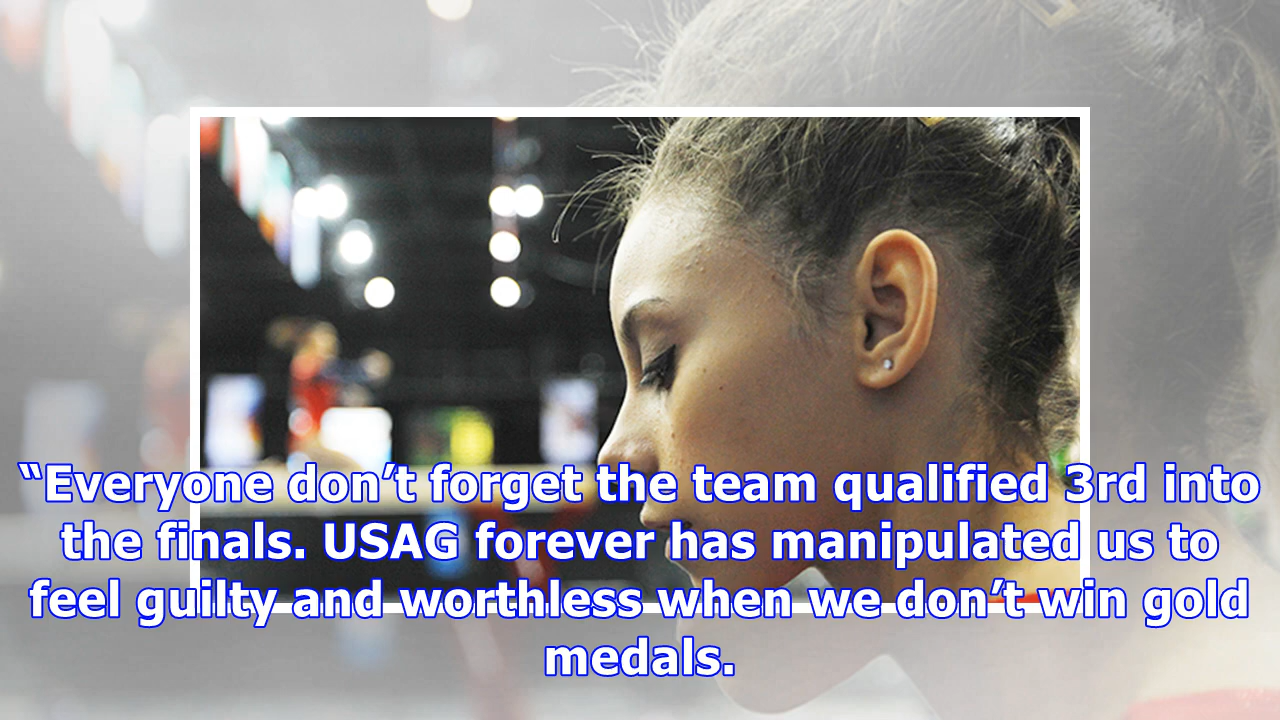 “Everyone don’t forget the team qualified 3rd into
the finals. USAG forever has manipulated us to
feel guilty and worthless when we don’t win gold
medals.